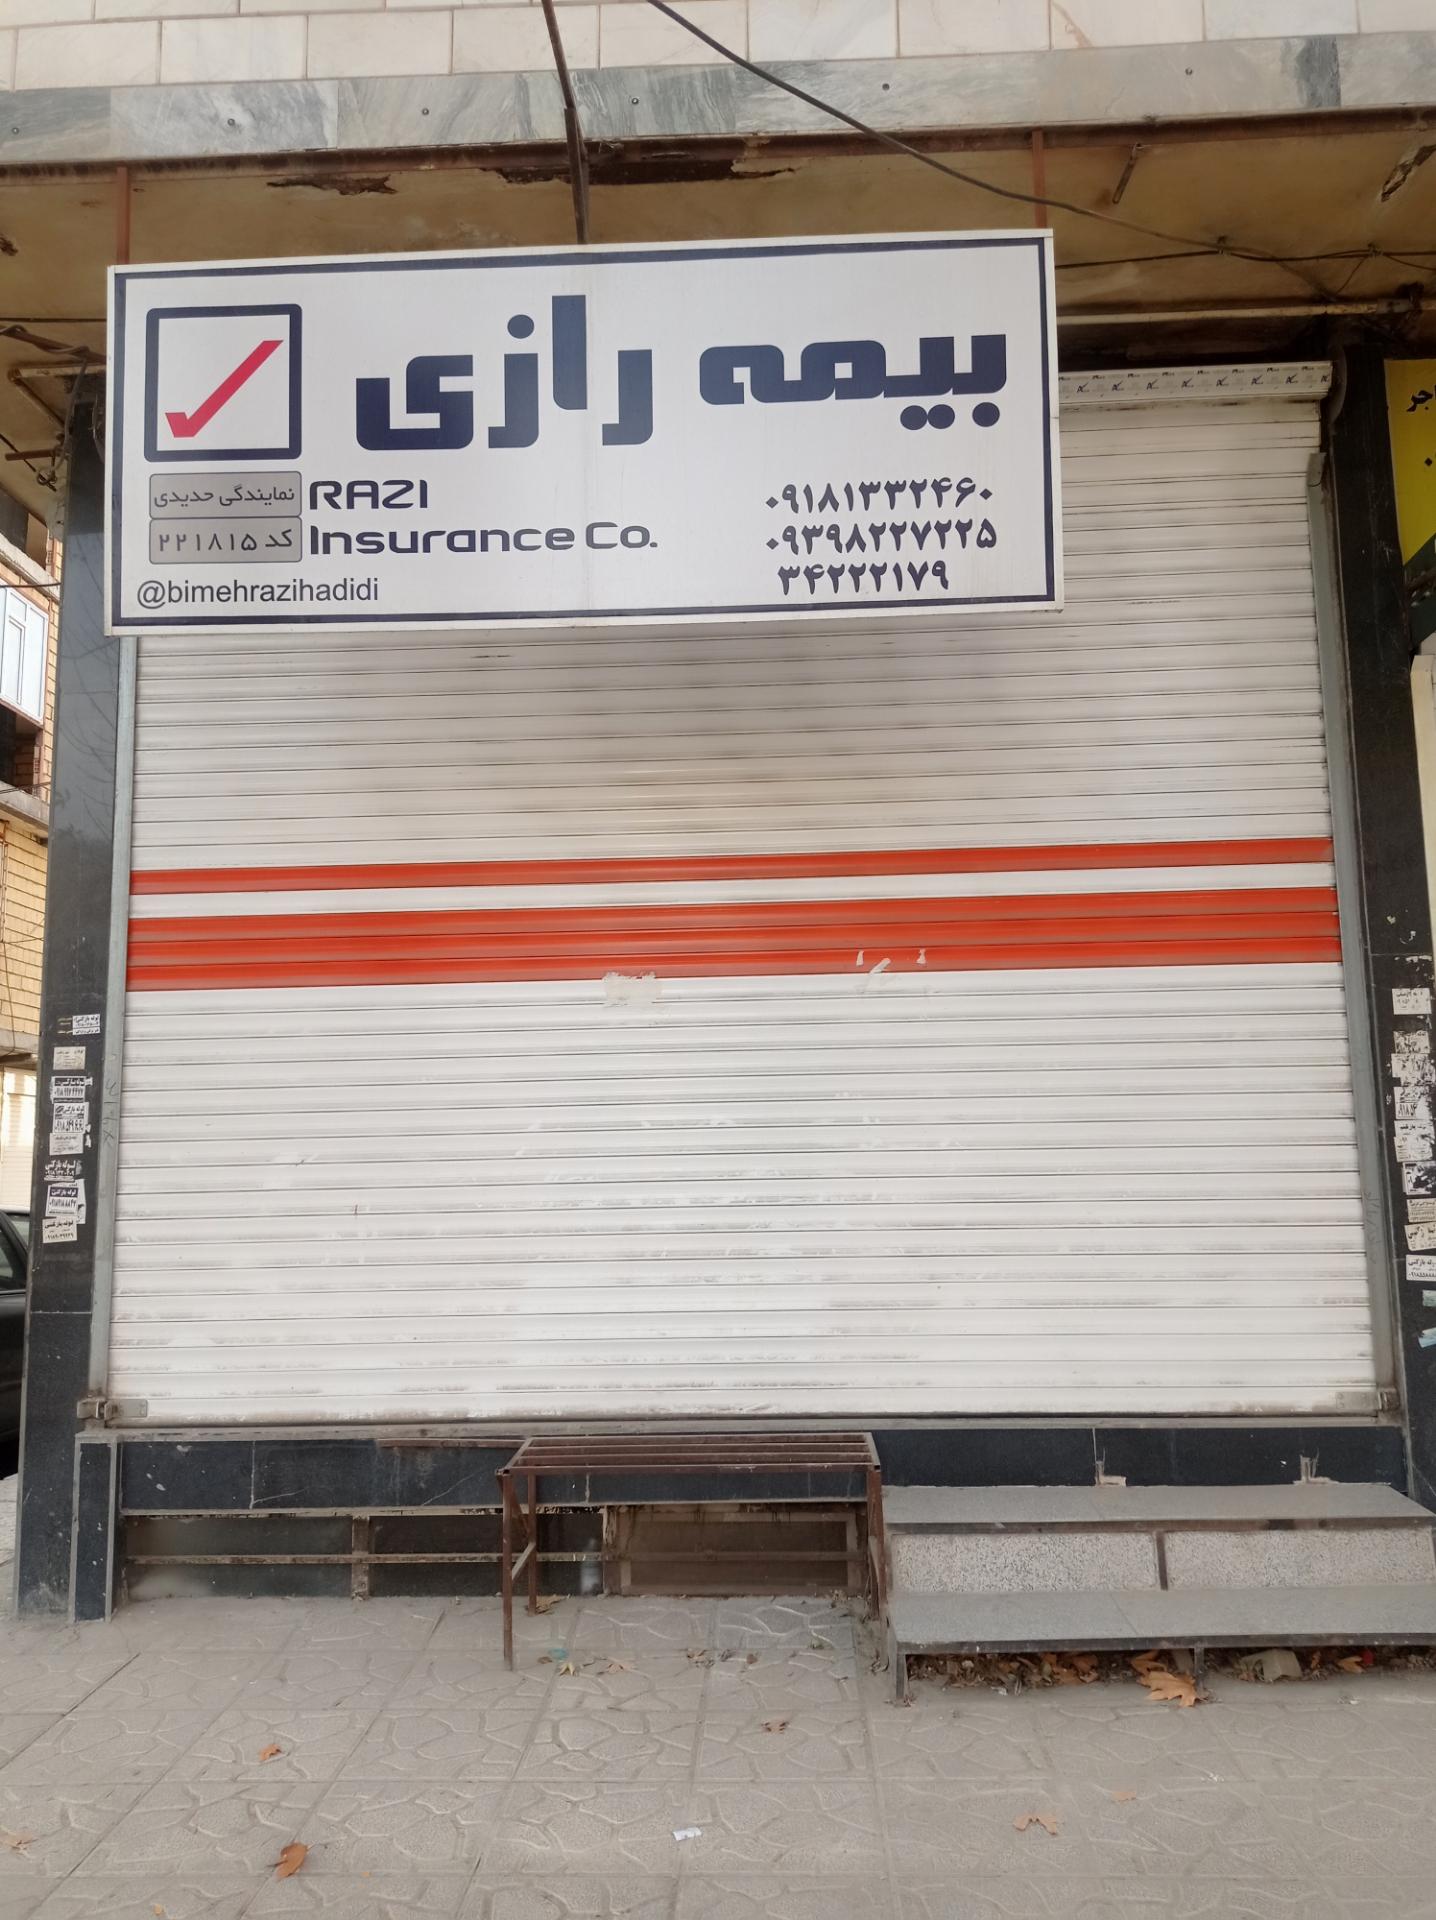 بیمه رازی
RAZI
Insurance Co.
نمایندگی حدیدی
کد ۲۲۱۸۱۵
@bimehrazihadidi
۰۹۱۸۱۳۳۲۴۶۰
۰۹۳۹۸۲۲۷۲۲۵
۳۴۲۲۲۱۷۹